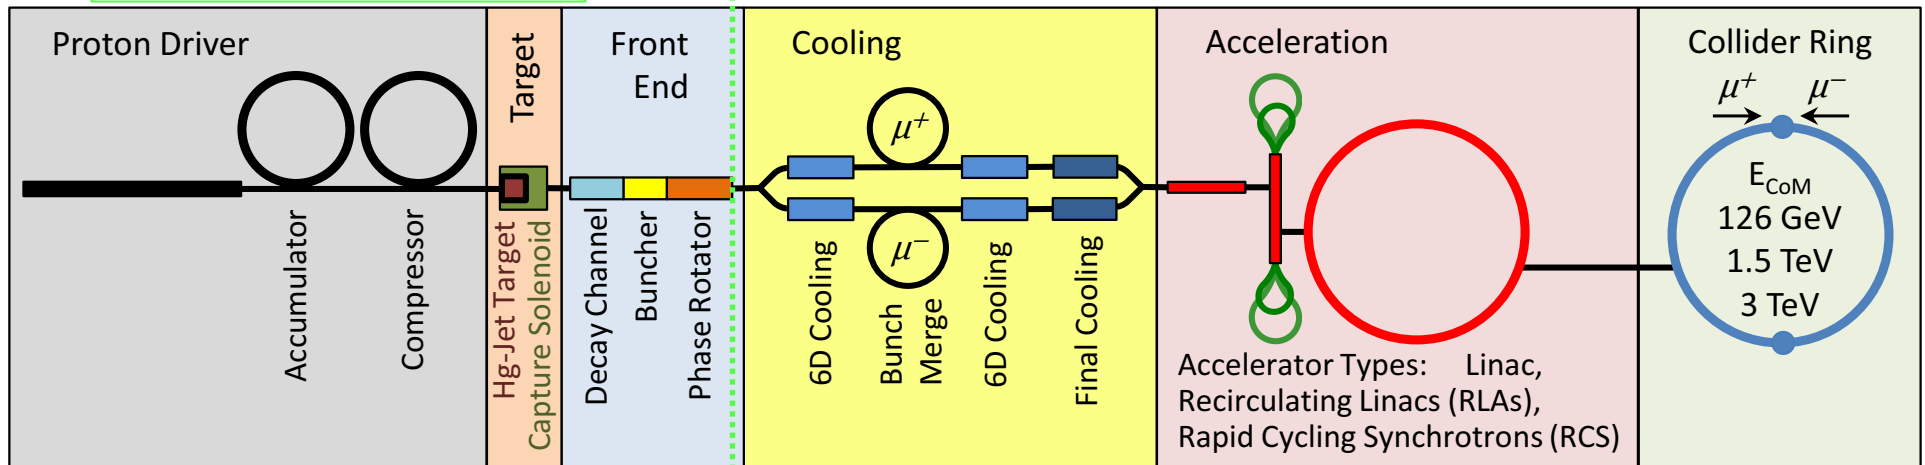 Proton Driver
Accumulator
Compressor
Target
Hg-Jet Target
Capture Solenoid
Front
End
Decay Channel
Buncher
Phase Rotator
Cooling
μ+
μ−
6D Cooling
Bunch
Merge
6D Cooling
Final Cooling
Acceleration
Accelerator Types: Linac,
Recirculating Linacs (RLAs),
Rapid Cycling Synchrotrons (RCS)
Collider Ring
μ+ μ−
ECoM
126 GeV
1.5 TeV
3 TeV